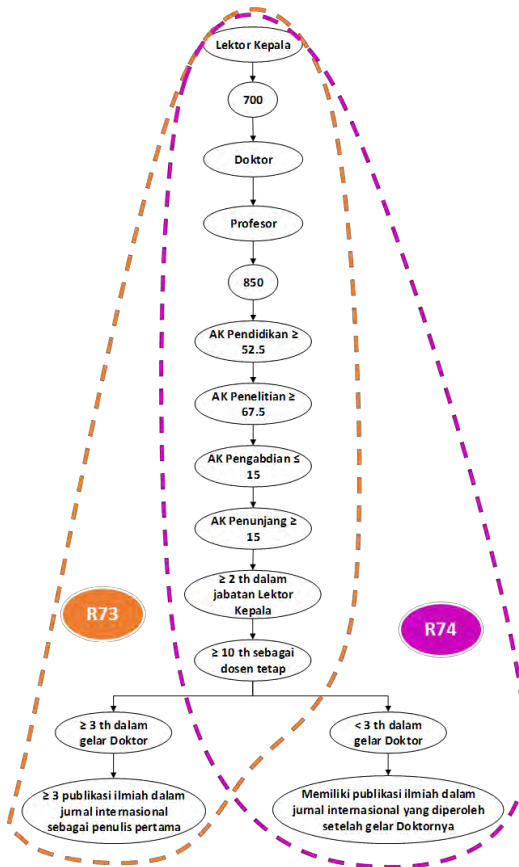 Lektor Kepala
700
Doktor
Profesor
850
AK Pendidikan ≥
52.5
AK Penelitian ≥
67.5
AK Pengabdian ≤
15
AK Penunjang ≥
15
≥ 2 th dalam
jabatan Lektor
Kepala
R73
R74
≥ 10 th sebagai
dosen tetap
≥ 3 th dalam
gelar Doktor
< 3 th dalam
gelar Doktor
≥ 3 publikasi ilmiah dalam
jurnal internasional
sebagai penulis pertama
Memiliki publikasi ilmiah dalam
jurnal internasional yang diperoleh
setelah gelar Doktornya